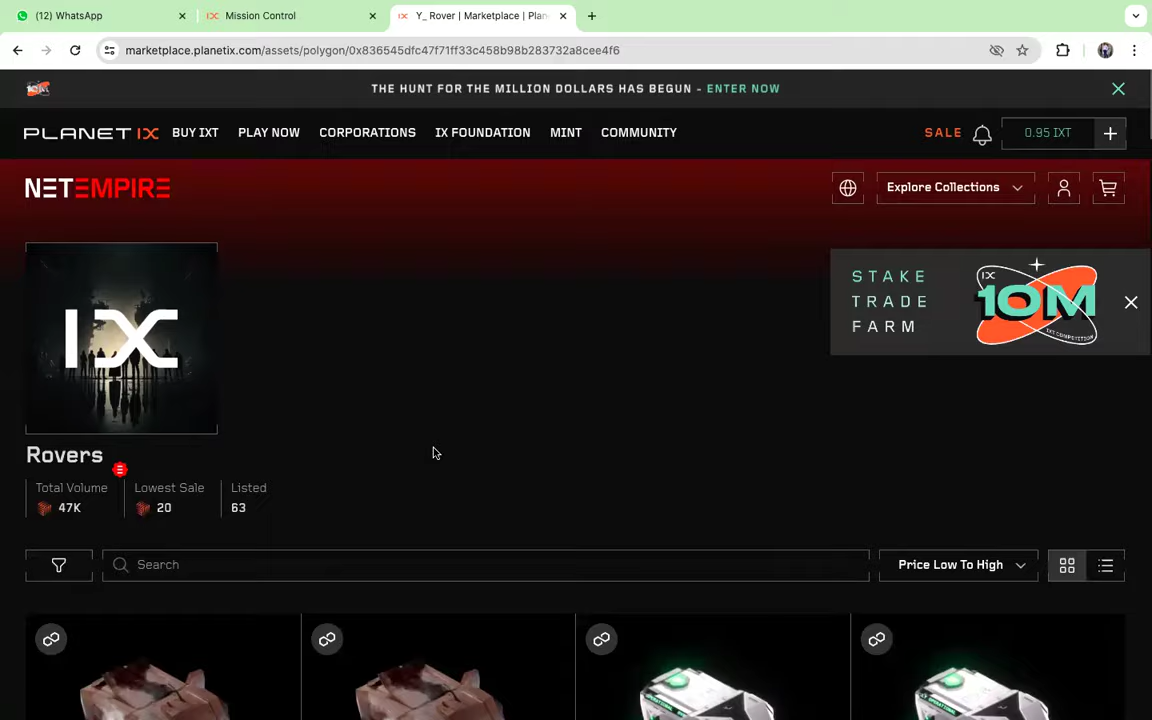 (12) WhatsApp
Mission Control
Y_ Rover | Marketplace | Plan
marketplace.planetix.com/assets/polygon/0x836545dfc47f71ff33c458b98b283732a8cee4f6
THE HUNT FOR THE MILLION DOLLARS HAS BEGUN - ENTER NOW
PLANET IX BUY IXT PLAY NOW CORPORATIONS IX FOUNDATION MINT COMMUNITY SALE 0.95 IXT +
NETEMPIRE Explore Collections
IX
STAKE
TRADE
FARM
IX
10M
IXT COMPETITION
Rovers
Total Volume Lowest Sale Listed
47K 20 63
Search Price Low To High